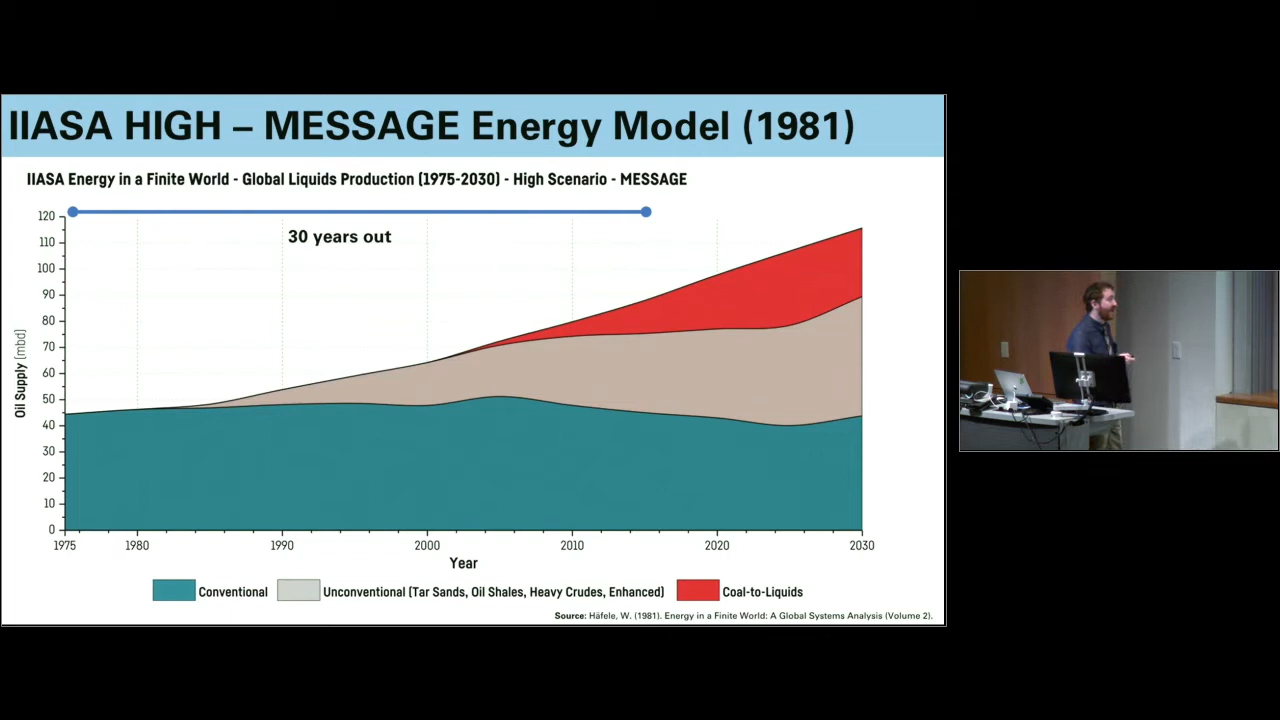 IIASA HIGH – MESSAGE Energy Model (1981)
IIASA Energy in a Finite World - Global Liquids Production (1975-2030) - High Scenario - MESSAGE
30 years out
120
110
100
90
80
70
60
50
40
30
20
10
0
Oil Supply [mbd]
1975 1980 1990 2000 2010 2020 2030
Year
Conventional Unconventional (Tar Sands, Oil Shales, Heavy Crudes, Enhanced) Coal-to-Liquids
Source: Häfele, W. (1981). Energy in a Finite World: A Global Systems Analysis (Volume 2).